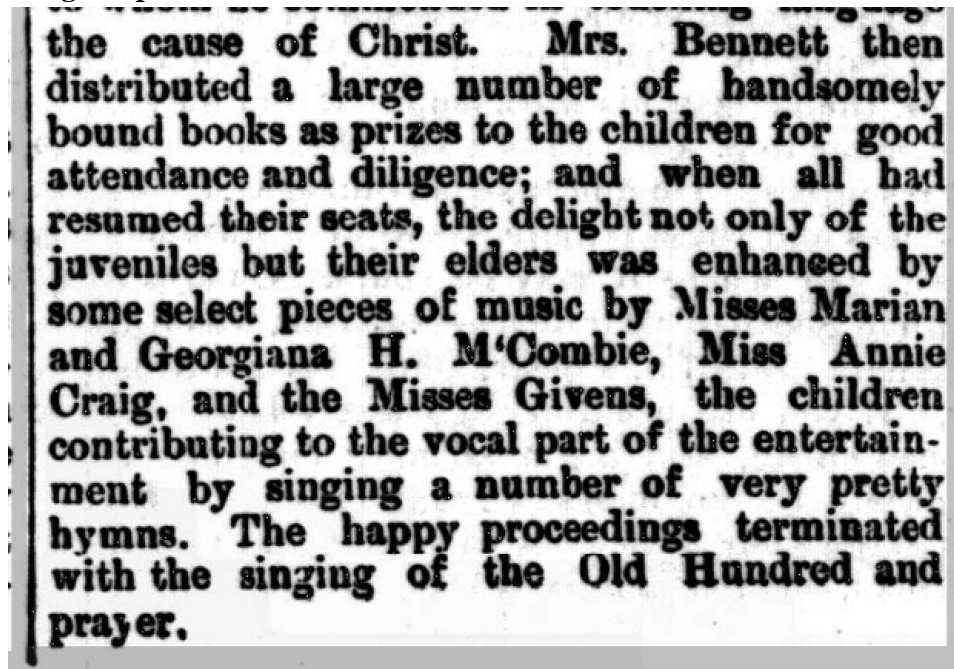 the cause of Christ. Mrs. Bennett then
distributed a large number of handsomely
bound books as prizes to the children for good
attendance and diligence; and when all had
resumed their seats, the delight not only of the
juveniles but their elders was enhanced by
some select pieces of music by Misses Marian
and Georgiana H. M‘Combie, Miss Annie
Craig, and the Misses Givens, the children
contributing to the vocal part of the entertain-
ment by singing a number of very pretty
hymns. The happy proceedings terminated
with the singing of the Old Hundred and
prayer.